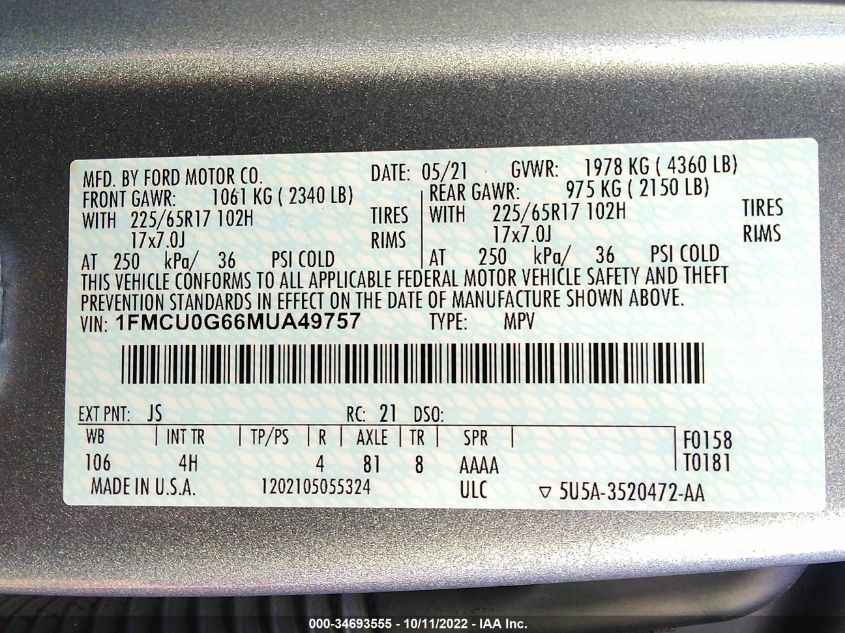 MFD. BY FORD MOTOR CO. DATE: 05/21 GVWR: 1978 KG ( 4360 LB)
FRONT GAWR: 1061 KG ( 2340 LB) REAR GAWR: 975 KG ( 2150 LB)
WITH 225/65R17 102H TIRES WITH 225/65R17 102H TIRES
17x7.0J RIMS 17x7.0J RIMS
AT 250 kPa/ 36 PSI COLD AT 250 kPa/ 36 PSI COLD
THIS VEHICLE CONFORMS TO ALL APPLICABLE FEDERAL MOTOR VEHICLE SAFETY AND THEFT
PREVENTION STANDARDS IN EFFECT ON THE DATE OF MANUFACTURE SHOWN ABOVE.
VIN: 1FMCU0G66MUA49757 TYPE: MPV
EXT PNT: JS RC: 21 DSO:
WB INT TR TP/PS R AXLE TR SPR F0158
106 4H 4 81 8 AAAA T0181
MADE IN U.S.A. 1202105055324 ULC ▽ 5U5A-3520472-AA
000-34693555 - 10/11/2022 - IAA Inc.